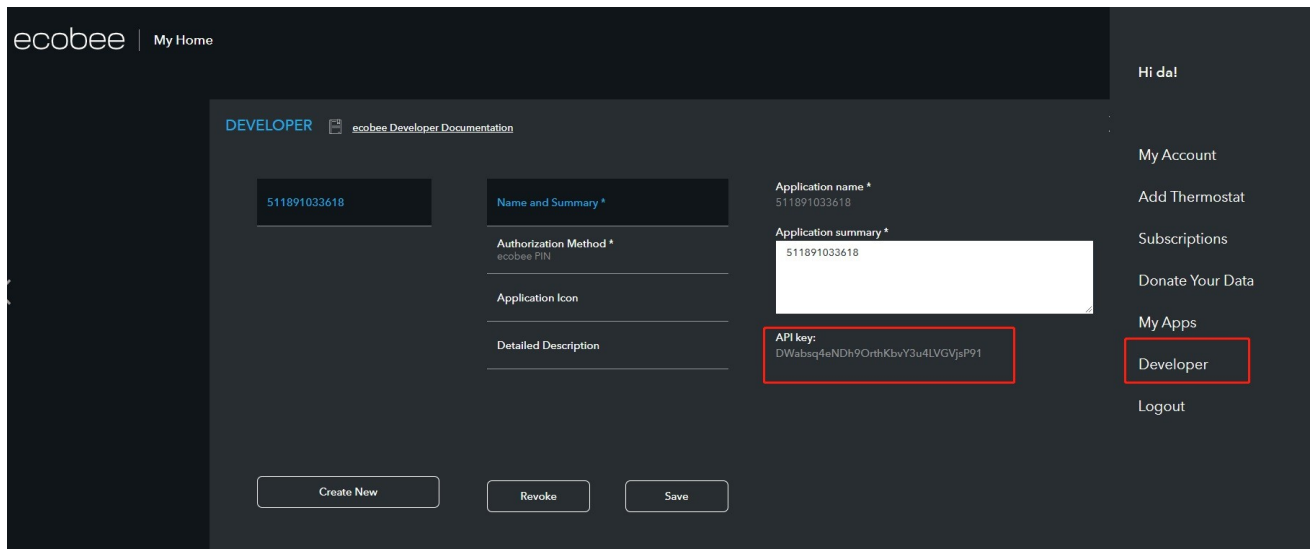 ecobee | My Home
Hi da!
DEVELOPER ecobee Developer Documentation
511891033618
Name and Summary *
Authorization Method *
ecobee PIN
Application Icon
Detailed Description
Application name *
511891033618
Application summary *
511891033618
API key:
DWabsq4eNDh9OrthKbvY3u4LVGVjsP91
Create New
Revoke
Save
My Account
Add Thermostat
Subscriptions
Donate Your Data
My Apps
Developer
Logout